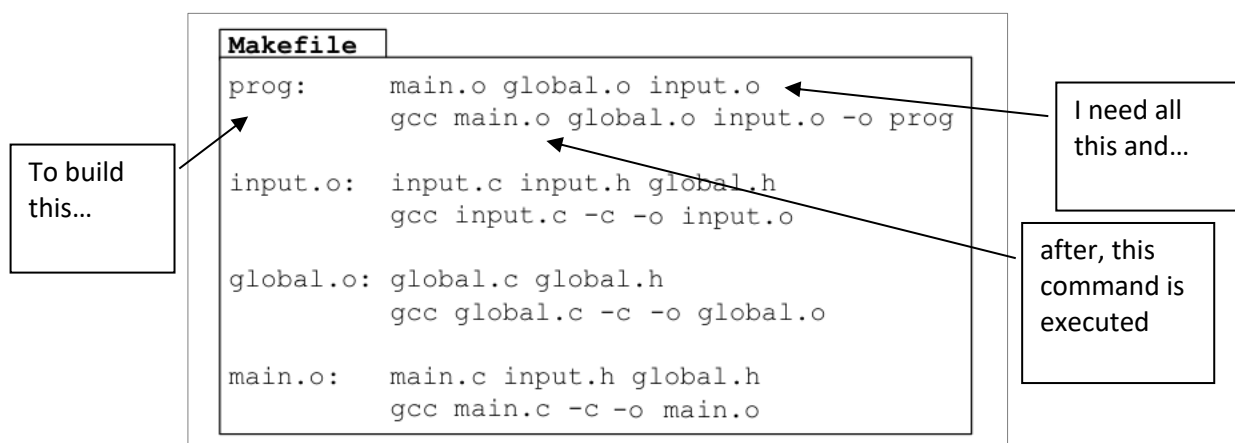 Makefile
prog: main.o global.o input.o
gcc main.o global.o input.o -o prog
input.o: input.c input.h global.h
gcc input.c -c -o input.o
global.o: global.c global.h
gcc global.c -c -o global.o
main.o: main.c input.h global.h
gcc main.c -c -o main.o
To build
this…
I need all
this and…
after, this
command is
executed